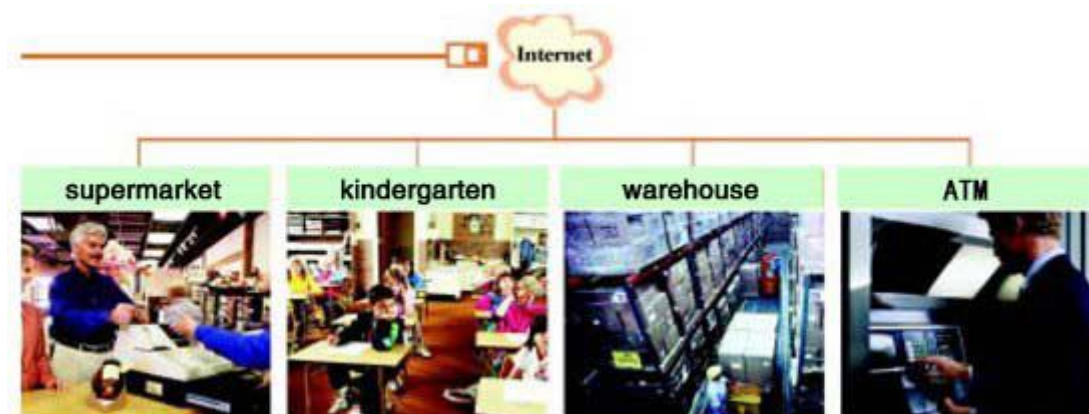 Internet
supermarket
kindergarten
warehouse
ATM